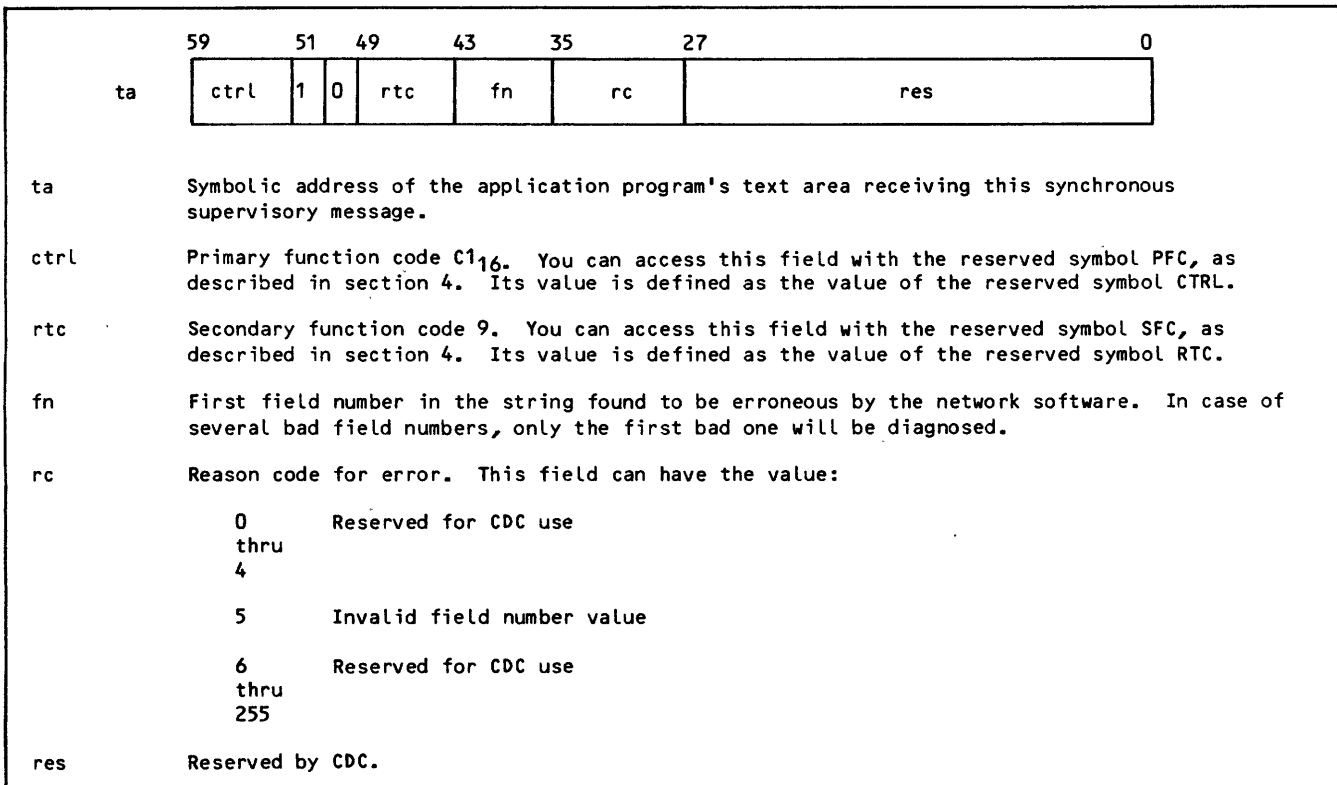 59 51 49 43 35 27 0
ta ctrl 1 0 rtc fn rc res
ta Symbolic address of the application program's text area receiving this synchronous
supervisory message.
ctrl Primary function code C1₁₆. You can access this field with the reserved symbol PFC, as
described in section 4. Its value is defined as the value of the reserved symbol CTRL.
rtc Secondary function code 9. You can access this field with the reserved symbol SFC, as
described in section 4. Its value is defined as the value of the reserved symbol RTC.
fn First field number in the string found to be erroneous by the network software. In case of
several bad field numbers, only the first bad one will be diagnosed.
rc Reason code for error. This field can have the value:
0 Reserved for CDC use
thru
4
5 Invalid field number value
6 Reserved for CDC use
thru
255
res Reserved by CDC.